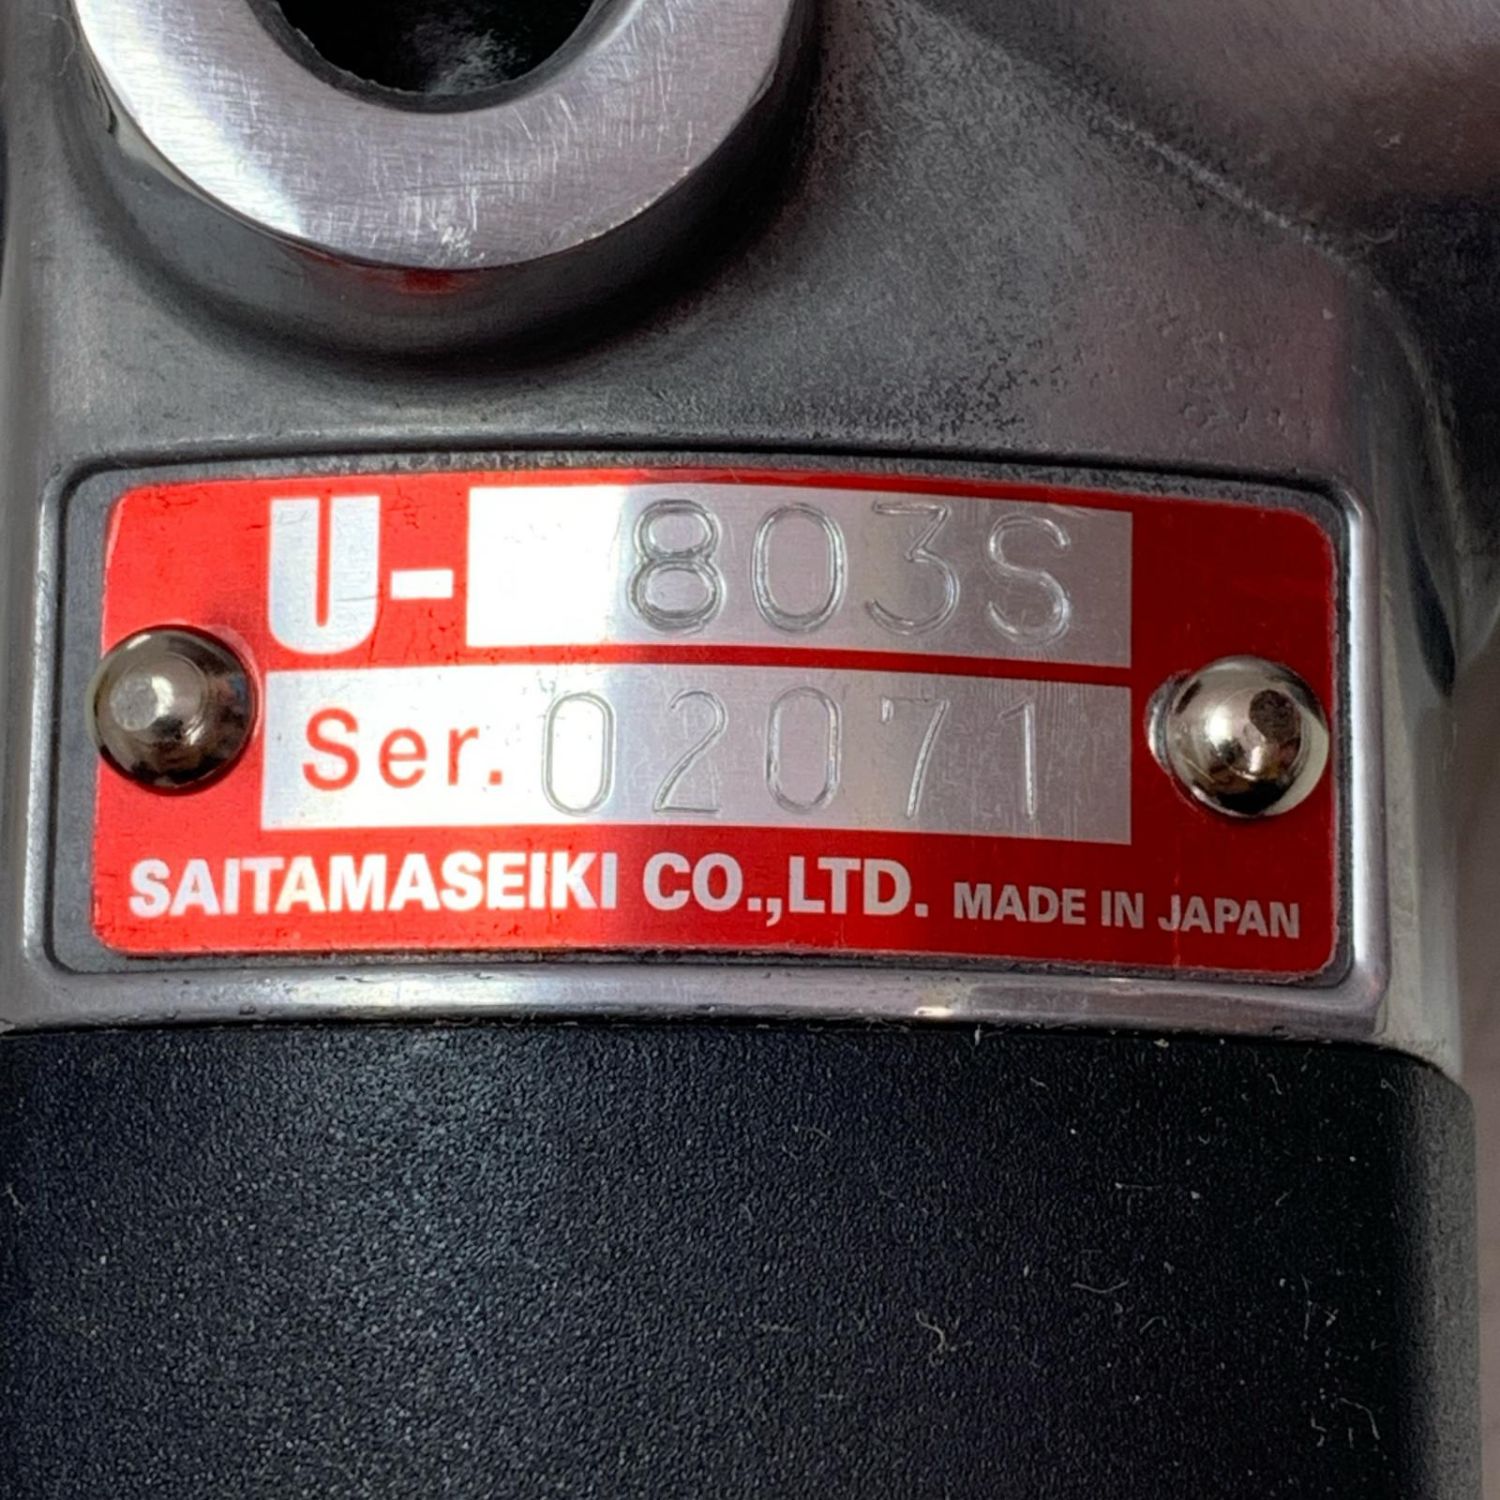 U-803S
Ser.02071
SAITAMASEIKI CO.,LTD. MADE IN JAPAN